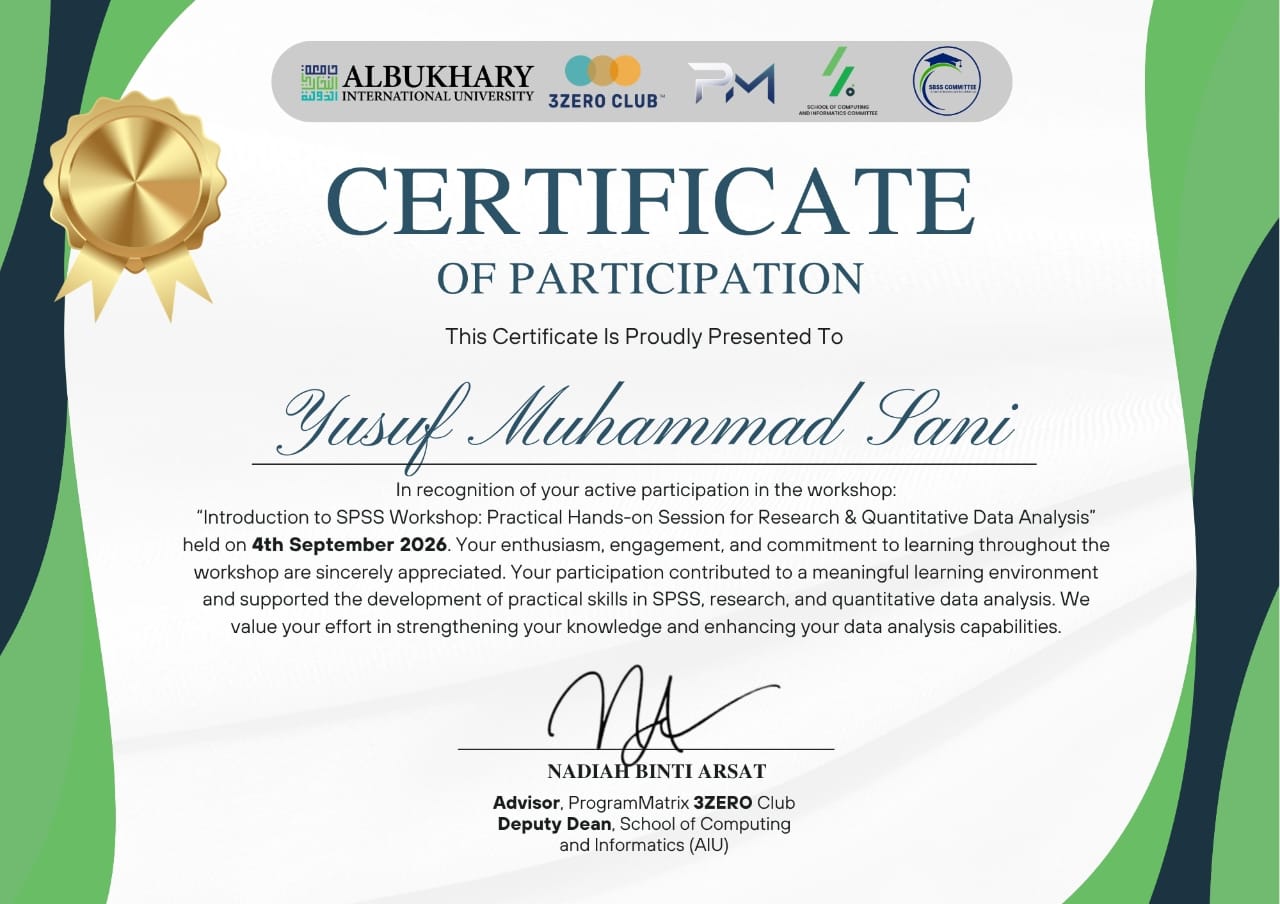 جامعة
البخاري
الدولية
ALBUKHARY
INTERNATIONAL UNIVERSITY
3ZERO CLUB™
PM
SCHOOL OF COMPUTING
AND INFORMATICS COMMITTEE
SBSS COMMITTEE
CERTIFICATE
OF PARTICIPATION
This Certificate Is Proudly Presented To
Yusuf Muhammad Sani
In recognition of your active participation in the workshop:
“Introduction to SPSS Workshop: Practical Hands-on Session for Research & Quantitative Data Analysis”
held on 4th September 2026. Your enthusiasm, engagement, and commitment to learning throughout the
workshop are sincerely appreciated. Your participation contributed to a meaningful learning environment
and supported the development of practical skills in SPSS, research, and quantitative data analysis. We
value your effort in strengthening your knowledge and enhancing your data analysis capabilities.
NADIAH BINTI ARSAT
Advisor, ProgramMatrix 3ZERO Club
Deputy Dean, School of Computing
and Informatics (AIU)